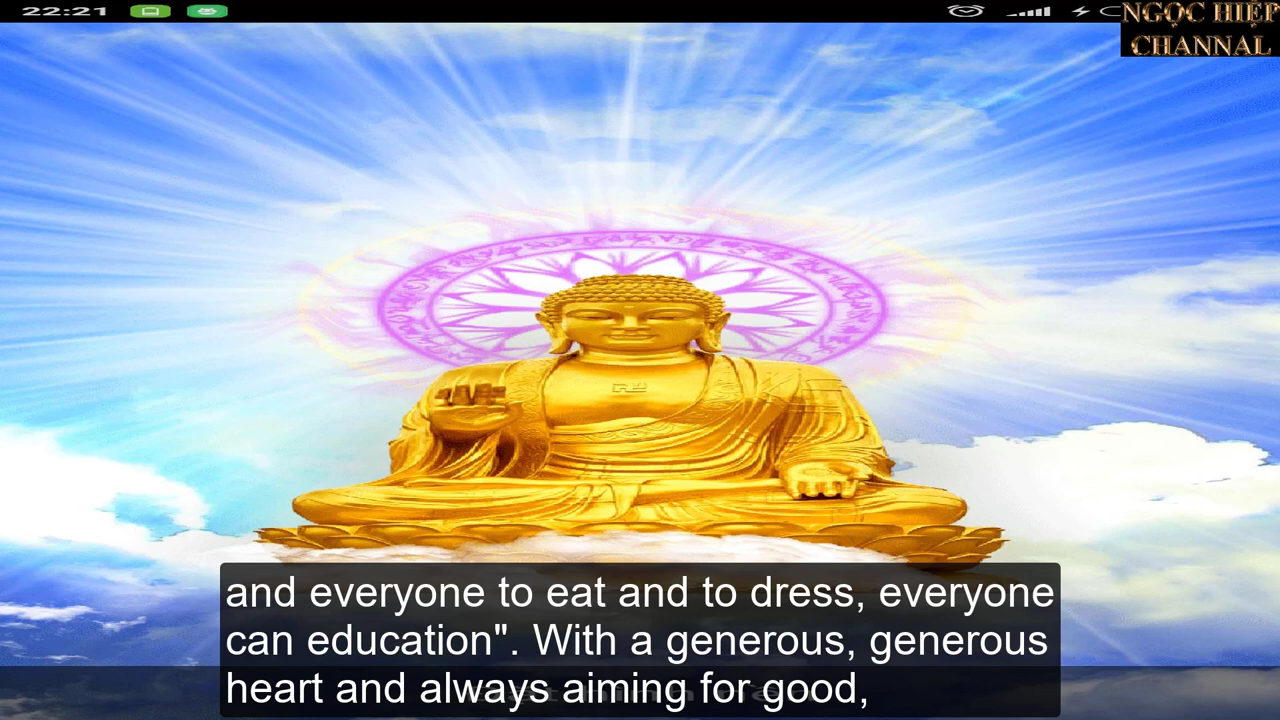 22:21
NGỌC HIỆP
CHANNAL
and everyone to eat and to dress, everyone
can education". With a generous, generous
heart and always aiming for good,